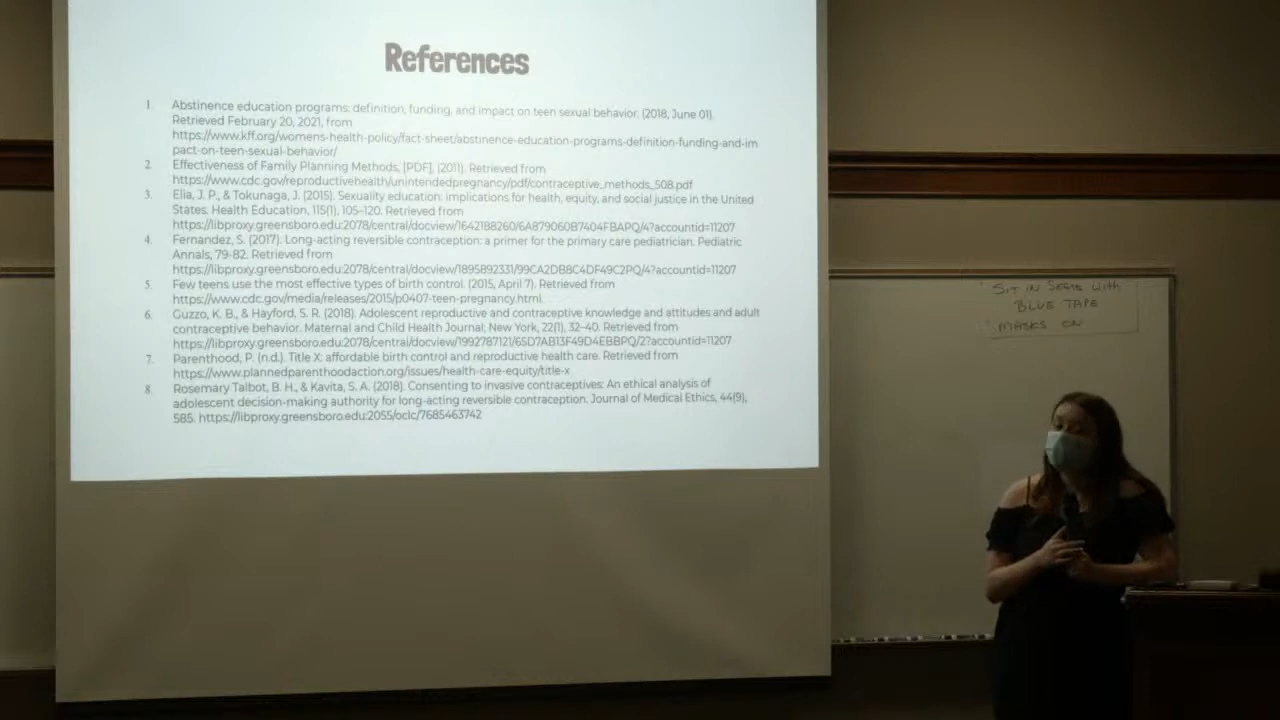 References
1. Abstinence education programs: definition, funding, and impact on teen sexual behavior. (2018, June 01).
Retrieved February 20, 2021, from
https://www.kff.org/womens-health-policy/fact-sheet/abstinence-education-programs-definition-funding-and-im
pact-on-teen-sexual-behavior/
2. Effectiveness of Family Planning Methods, [PDF], (2011). Retrieved from
https://www.cdc.gov/reproductivehealth/unintendedpregnancy/pdf/contraceptive_methods_508.pdf
3. Elia, J. P., & Tokunaga, J. (2015). Sexuality education: implications for health, equity, and social justice in the United
States. Health Education, 115(1), 105-120. Retrieved from
https://libproxy.greensboro.edu:2078/central/docview/1642188260/6A879060B7404FBAPQ/4?accountid=11207
4. Fernandez, S. (2017). Long-acting reversible contraception: a primer for the primary care pediatrician. Pediatric
Annals, 79-82. Retrieved from
https://libproxy.greensboro.edu:2078/central/docview/1895892331/99CA2DB8C4DF49C2PQ/4?accountid=11207
5. Few teens use the most effective types of birth control. (2015, April 7). Retrieved from
https://www.cdc.gov/media/releases/2015/p0407-teen-pregnancy.html
6. Guzzo, K. B., & Hayford, S. R. (2018). Adolescent reproductive and contraceptive knowledge and attitudes and adult
contraceptive behavior. Maternal and Child Health Journal; New York, 22(1), 32-40. Retrieved from
https://libproxy.greensboro.edu:2078/central/docview/1992787121/65D7AB13F49D4EBBPQ/2?accountid=11207
7. Parenthood, P. (n.d.). Title X: affordable birth control and reproductive health care. Retrieved from
https://www.plannedparenthoodaction.org/issues/health-care-equity/title-x
8. Rosemary Talbot, B. H., & Kavita, S. A. (2018). Consenting to invasive contraceptives: An ethical analysis of
adolescent decision-making authority for long-acting reversible contraception. Journal of Medical Ethics, 44(9),
585. https://libproxy.greensboro.edu:2055/oclc/7685463742
SIT IN SEATS WITH
BLUE TAPE
MASKS ON